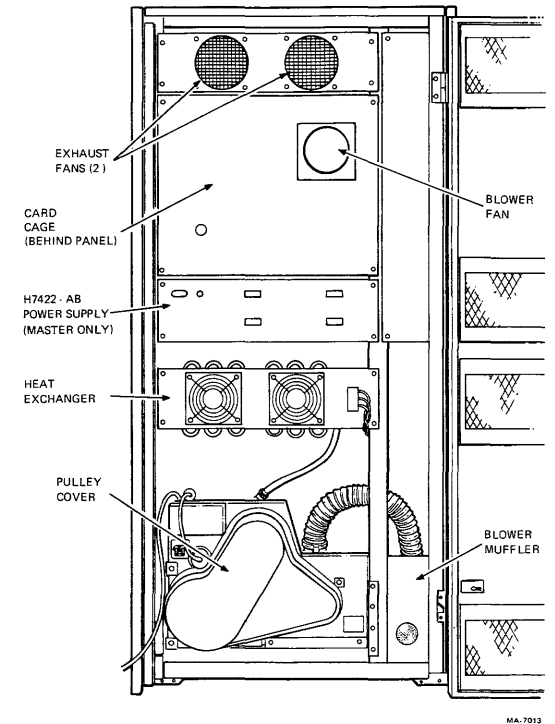 EXHAUST
FANS (2)
BLOWER
FAN
CARD
CAGE
(BEHIND PANEL)
H7422-AB
POWER SUPPLY
(MASTER ONLY)
HEAT
EXCHANGER
PULLEY
COVER
BLOWER
MUFFLER
MA-7013